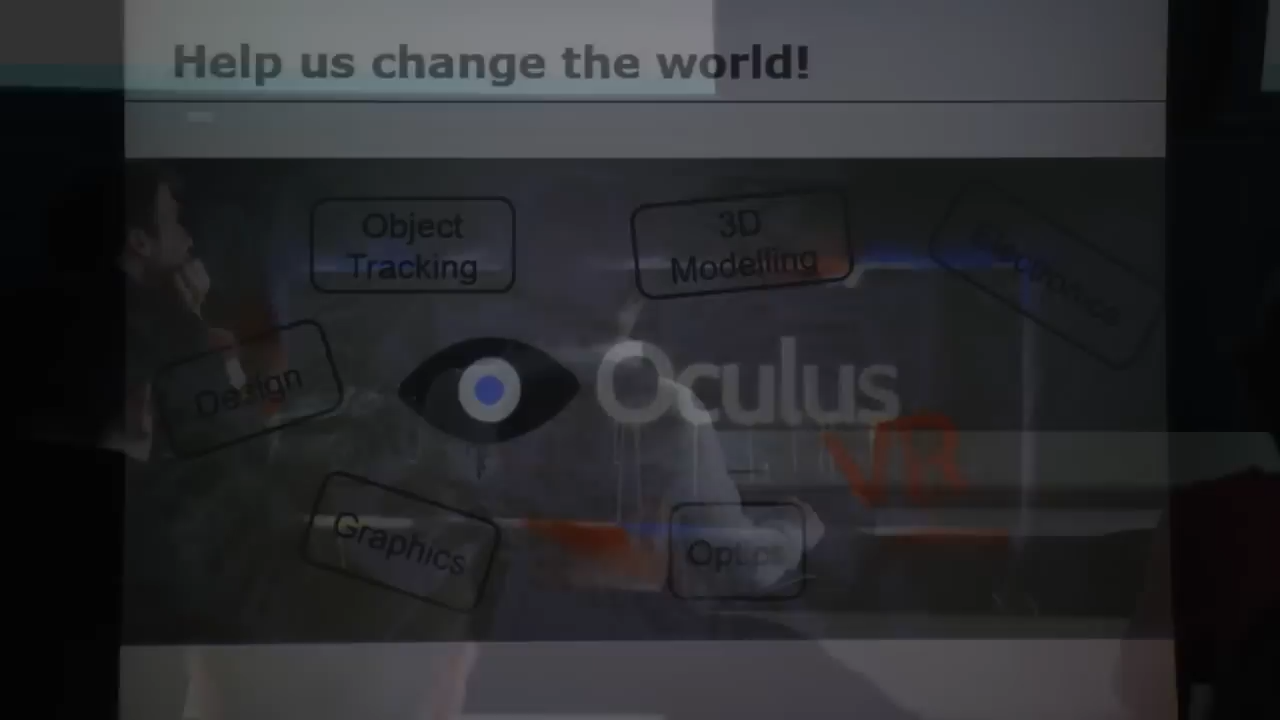 Help us change the world!
Object
Tracking
3D
Modelling
Design
Oculus
VR
Graphics
Optics